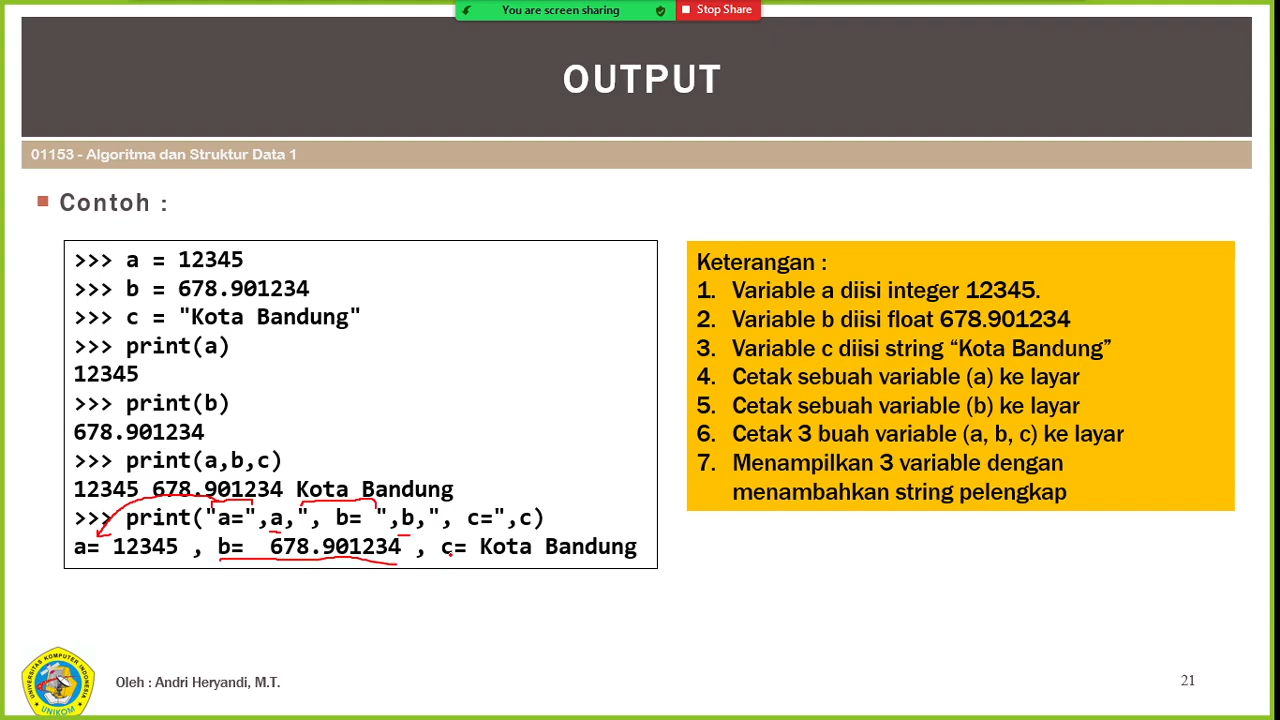 You are screen sharing
Stop Share
OUTPUT
01153 - Algoritma dan Struktur Data 1
Contoh :
>>> a = 12345
>>> b = 678.901234
>>> c = "Kota Bandung"
>>> print(a)
12345
>>> print(b)
678.901234
>>> print(a,b,c)
12345 678.901234 Kota Bandung
>>> print("a=",a,", b= ",b,", c=",c)
a= 12345 , b=  678.901234 , c= Kota Bandung
Keterangan :
1. Variable a diisi integer 12345.
2. Variable b diisi float 678.901234
3. Variable c diisi string “Kota Bandung”
4. Cetak sebuah variable (a) ke layar
5. Cetak sebuah variable (b) ke layar
6. Cetak 3 buah variable (a, b, c) ke layar
7. Menampilkan 3 variable dengan
menambahkan string pelengkap
UNIVERSITAS KOMPUTER INDONESIA
UNIKOM
Oleh : Andri Heryandi, M.T.
21